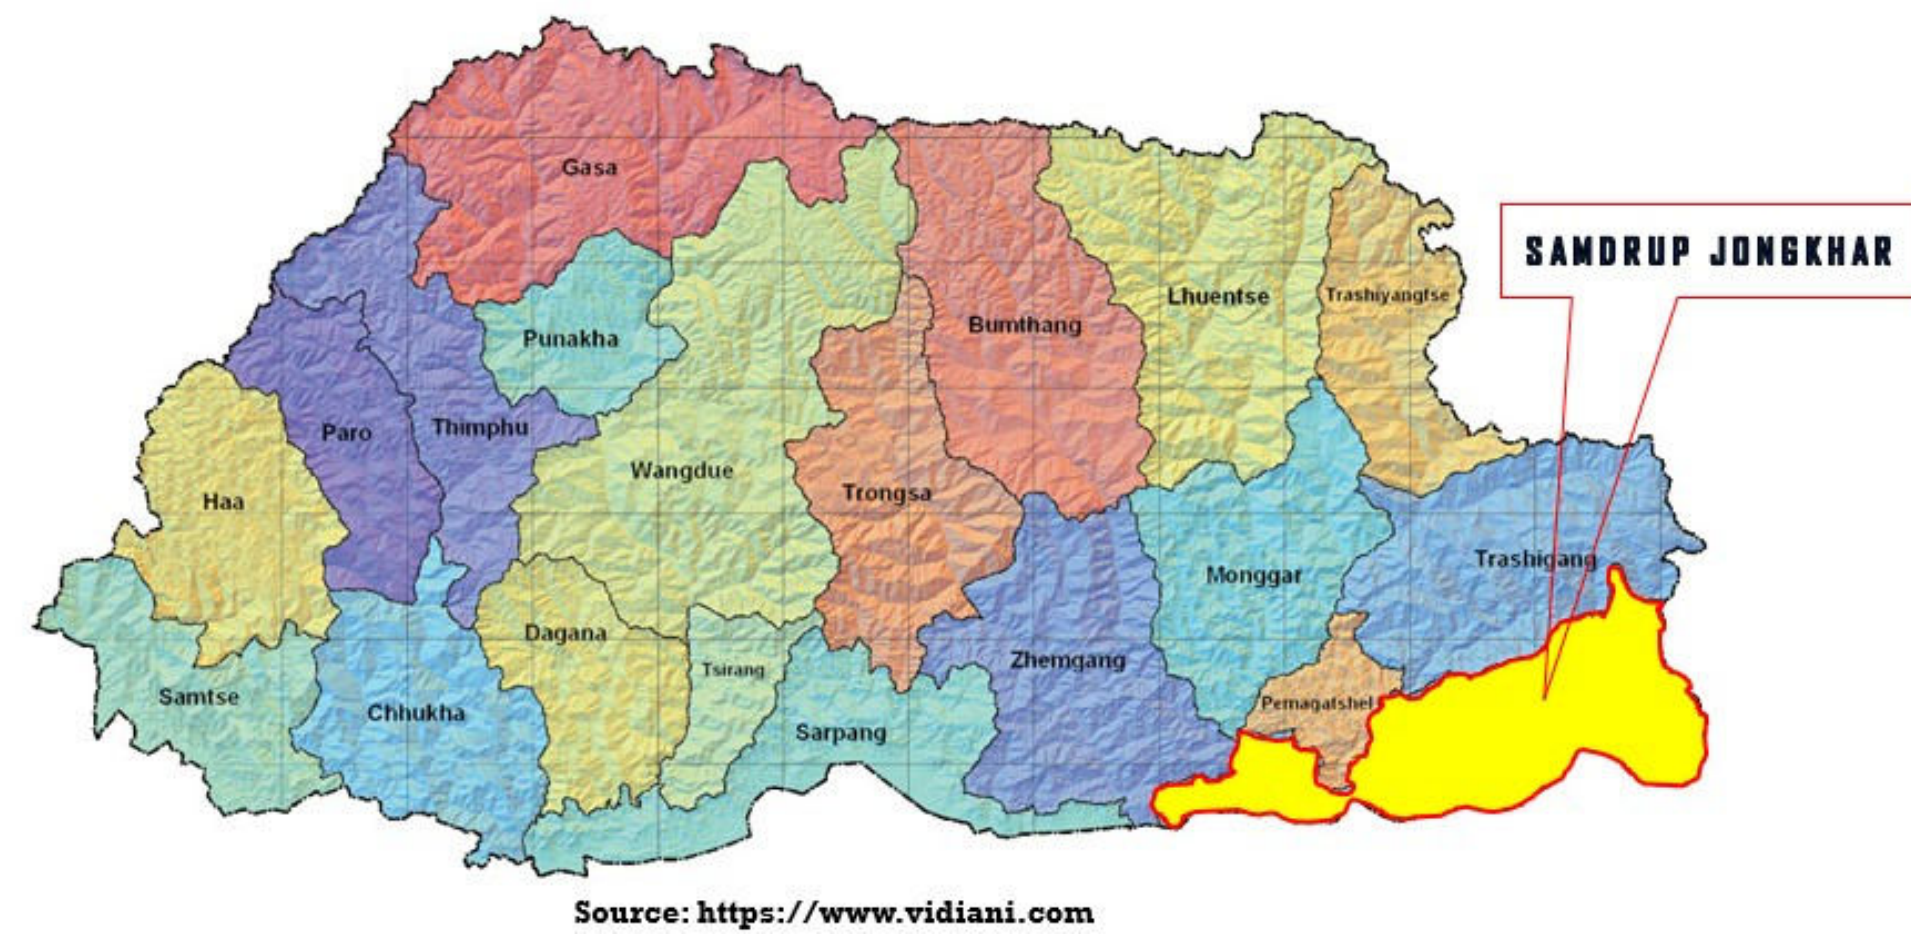 Gasa
SAMDRUP JONGKHAR
Lhuentse
Trashiyangtse
Bumthang
Punakha
Paro
Thimphu
Wangdue
Trongsa
Haa
Trashigang
Monggar
Dagana
Zhemgang
Tsirang
Samtse
Pemagatshel
Chhukha
Sarpang
Source: https://www.vidiani.com